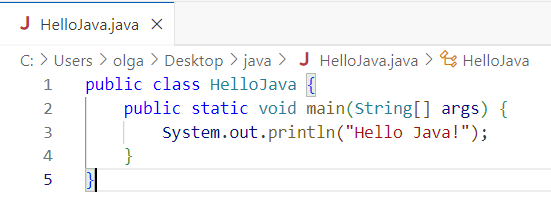 J HelloJava.java ×
C: > Users > olga > Desktop > java > J HelloJava.java > HelloJava
1 public class HelloJava {
2     public static void main(String[] args) {
3         System.out.println("Hello Java!");
4     }
5 }